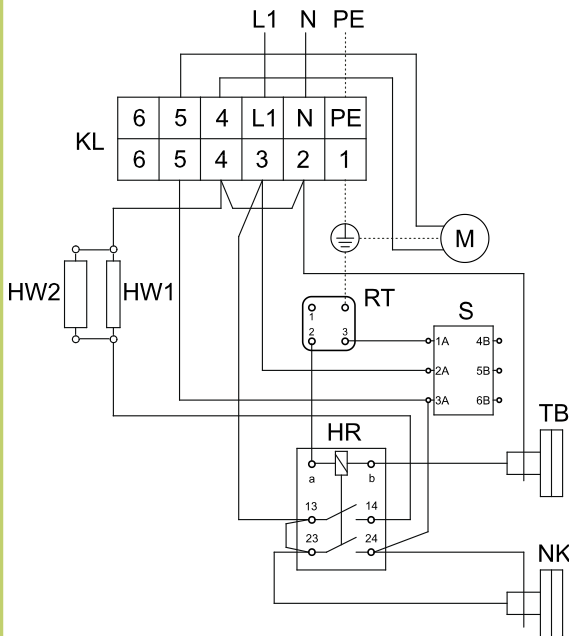 L1 N PE
6 5 4 L1 N PE
KL
6 5 4 3 2 1
M
HW2 HW1
RT
1
2 3
S
1A 4B
2A 5B
3A 6B
TB
HR
a b
13 14
23 24
NK